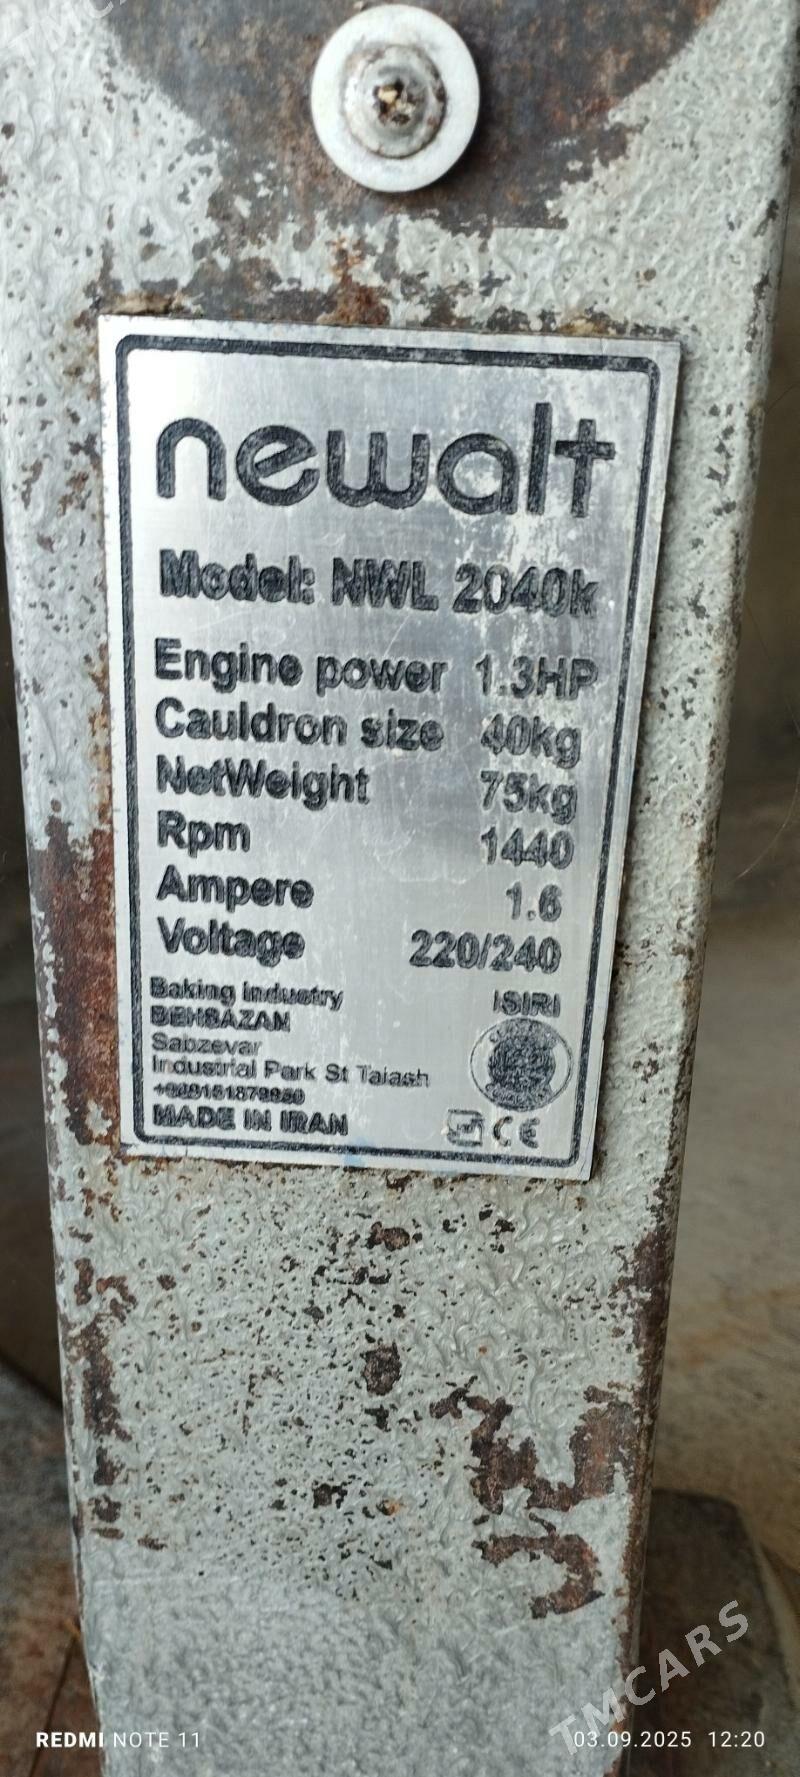 newalt
Model: NWL 2040k
Engine power 1.3HP
Cauldron size 40kg
NetWeight 75kg
Rpm 1440
Ampere 1.6
Voltage 220/240
Baking industry ISIRI
BEHSAZAN
Sabzevar
Industrial Park St Talash
MADE IN IRAN CE
TMCARS
REDMI NOTE 11 03.09.2025 12:20